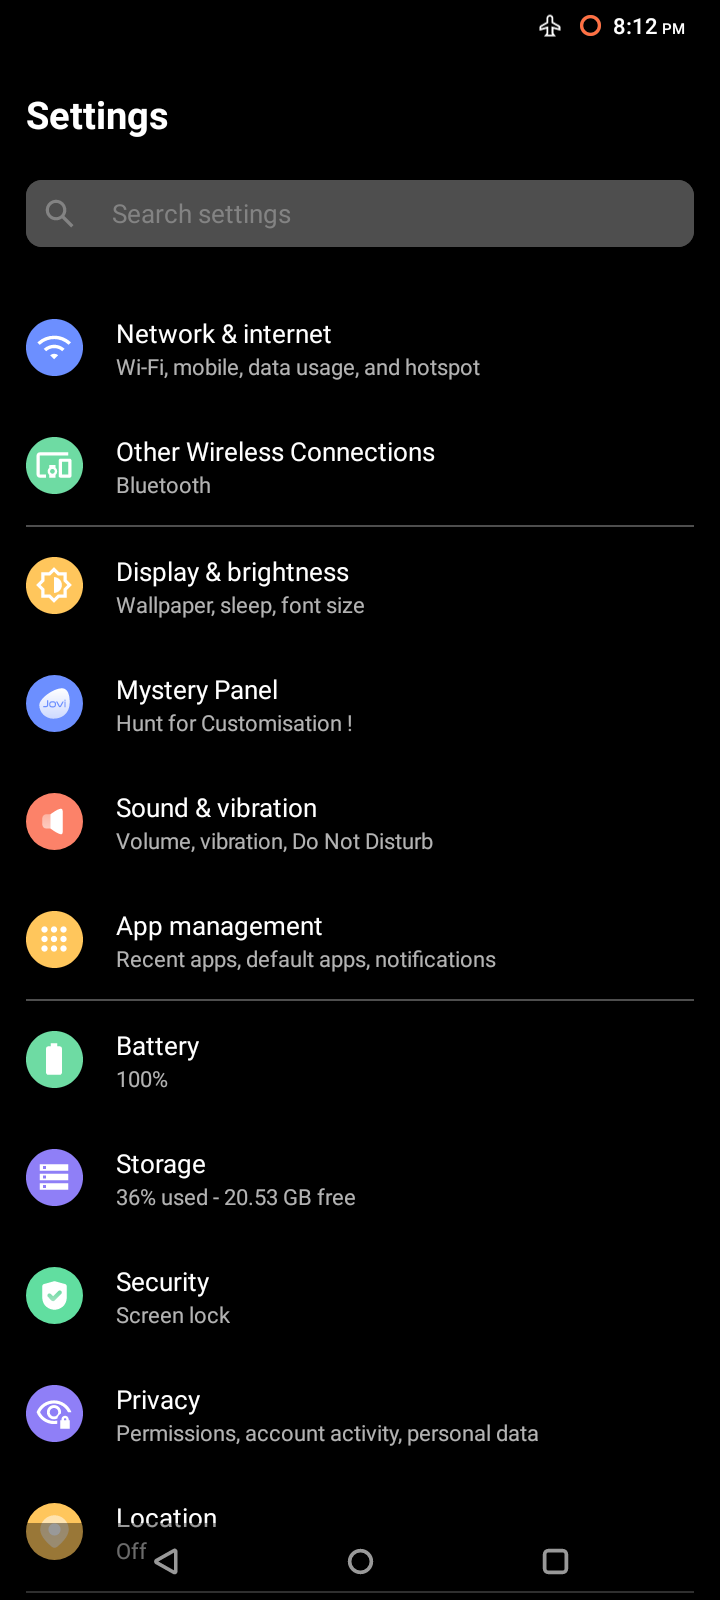 8:12 PM
Settings
Search settings
Network & internet
Wi-Fi, mobile, data usage, and hotspot
Other Wireless Connections
Bluetooth
Display & brightness
Wallpaper, sleep, font size
Jovi
Mystery Panel
Hunt for Customisation !
Sound & vibration
Volume, vibration, Do Not Disturb
App management
Recent apps, default apps, notifications
Battery
100%
Storage
36% used - 20.53 GB free
Security
Screen lock
Privacy
Permissions, account activity, personal data
Location
Off